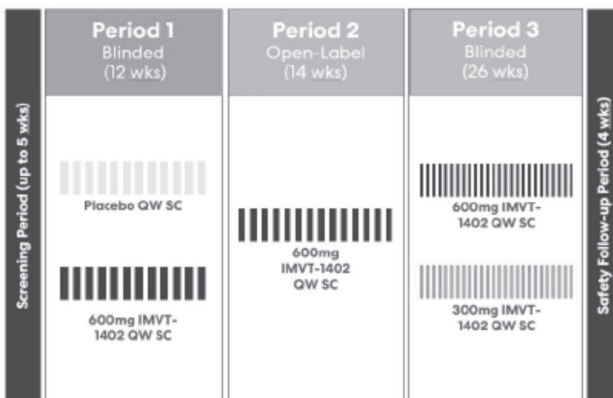 Screening Period (up to 5 wks)
Period 1
Blinded
(12 wks)
Placebo QW SC
600mg IMVT-
1402 QW SC
Period 2
Open-Label
(14 wks)
600mg
IMVT-1402
QW SC
Period 3
Blinded
(26 wks)
600mg IMVT-
1402 QW SC
300mg IMVT-
1402 QW SC
Safety Follow-up Period (4 wks)